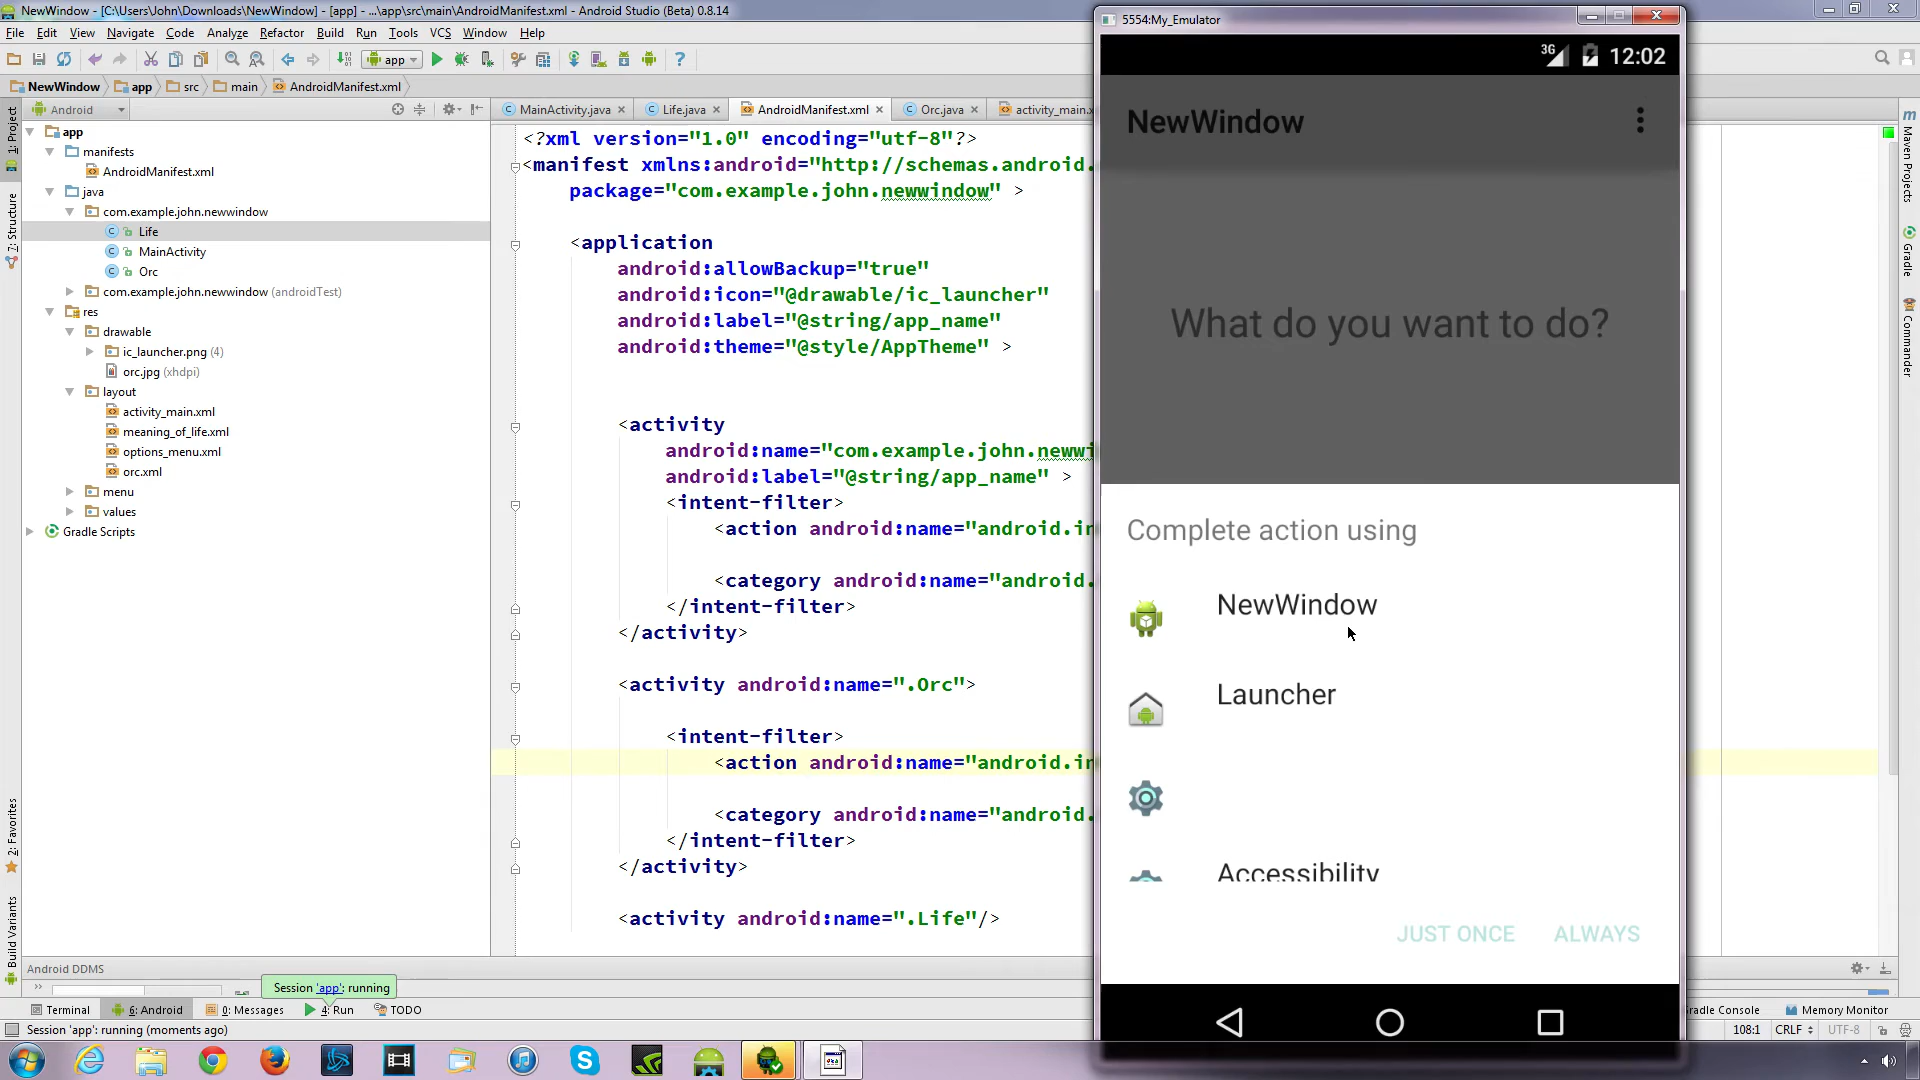 NewWindow - [C:\Users\John\Downloads\NewWindow] - [app] - ...\app\src\main\AndroidManifest.xml - Android Studio (Beta) 0.8.14
File Edit View Navigate Code Analyze Refactor Build Run Tools VCS Window Help
app
NewWindow app src main AndroidManifest.xml
Android
MainActivity.java Life.java AndroidManifest.xml Orc.java activity_main.x
1: Project
7: Structure
2: Favorites
Build Variants
app
manifests
AndroidManifest.xml
java
com.example.john.newwindow
Life
MainActivity
Orc
com.example.john.newwindow (androidTest)
res
drawable
ic_launcher.png (4)
orc.jpg (xhdpi)
layout
activity_main.xml
meaning_of_life.xml
options_menu.xml
orc.xml
menu
values
Gradle Scripts
<?xml version="1.0" encoding="utf-8"?>
<manifest xmlns:android="http://schemas.android.
package="com.example.john.newwindow" >
<application
android:allowBackup="true"
android:icon="@drawable/ic_launcher"
android:label="@string/app_name"
android:theme="@style/AppTheme" >
<activity
android:name="com.example.john.newwi
android:label="@string/app_name" >
<intent-filter>
<action android:name="android.in
<category android:name="android.
</intent-filter>
</activity>
<activity android:name=".Orc">
<intent-filter>
<action android:name="android.in
<category android:name="android.
</intent-filter>
</activity>
<activity android:name=".Life"/>
5554:My_Emulator
3G 12:02
NewWindow
What do you want to do?
Complete action using
NewWindow
Launcher
Accessibility
JUST ONCE ALWAYS
Maven Projects
Gradle
Commander
Android DDMS
Session 'app': running
Terminal 6: Android 0: Messages 4: Run TODO
radle Console Memory Monitor
Session 'app': running (moments ago)
108:1 CRLF UTF-8